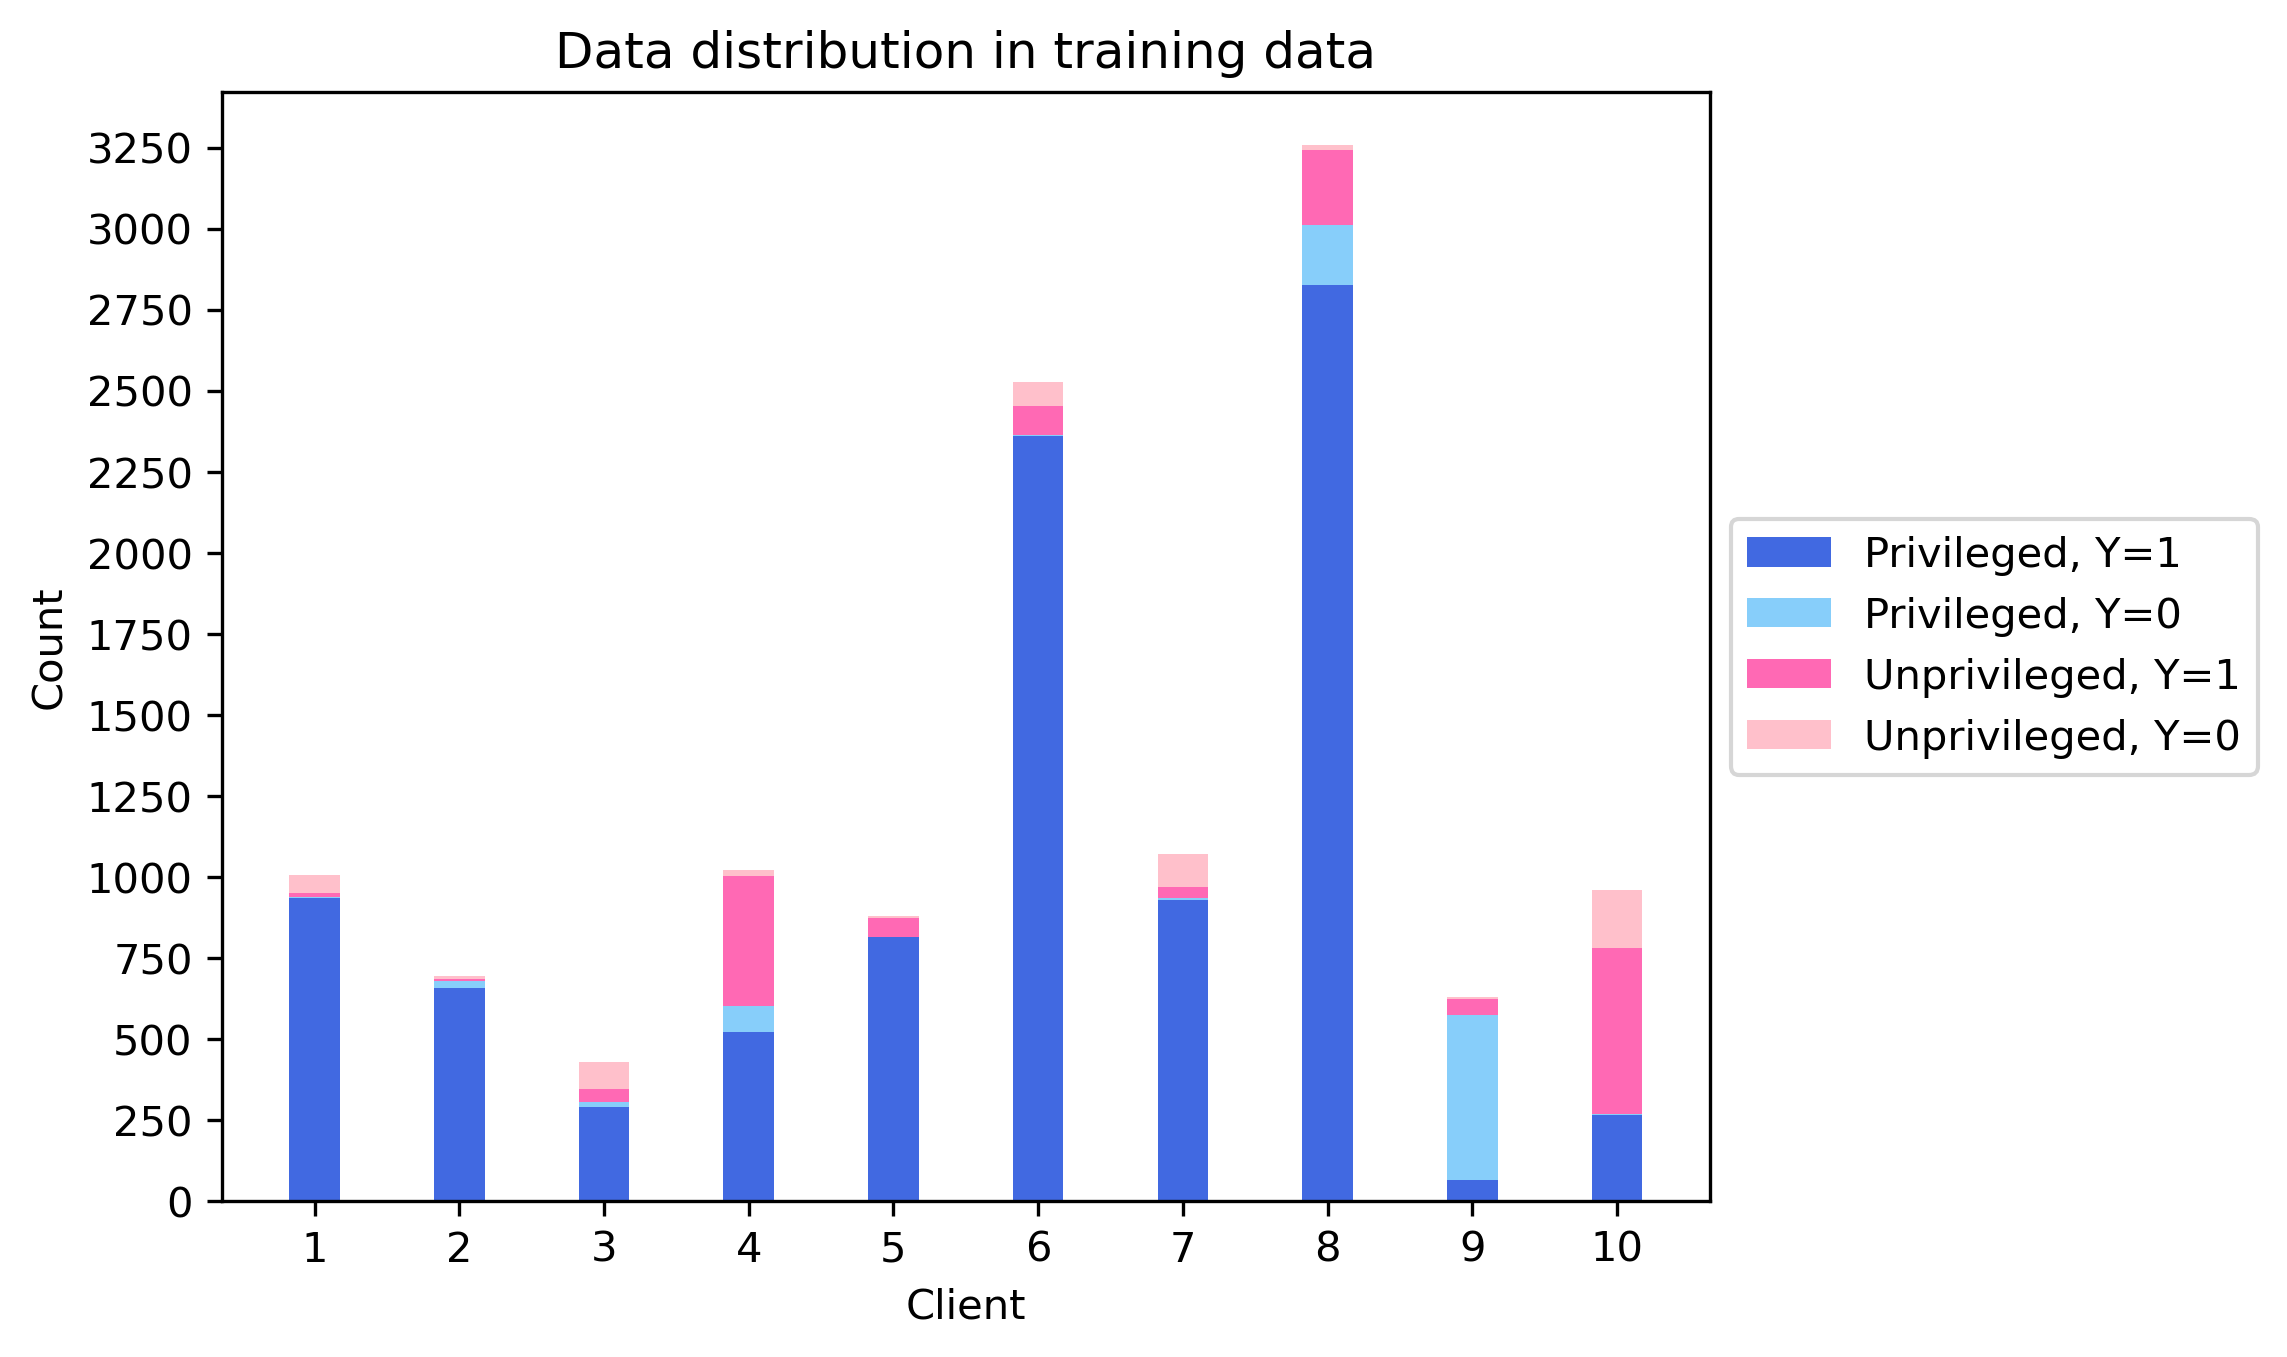 Data distribution in training data
3250
3000
2750
2500
2250
2000
1750
1500
1250
1000
750
500
250
0
Count
1 2 3 4 5 6 7 8 9 10
Client
Privileged, Y=1
Privileged, Y=0
Unprivileged, Y=1
Unprivileged, Y=0